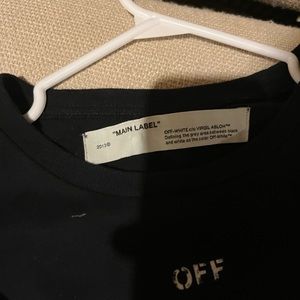 "MAIN LABEL"
2013©
OFF-WHITE c/o VIRGIL ABLOH™
Defining the grey area between black
and white as the color Off-White™
OFF